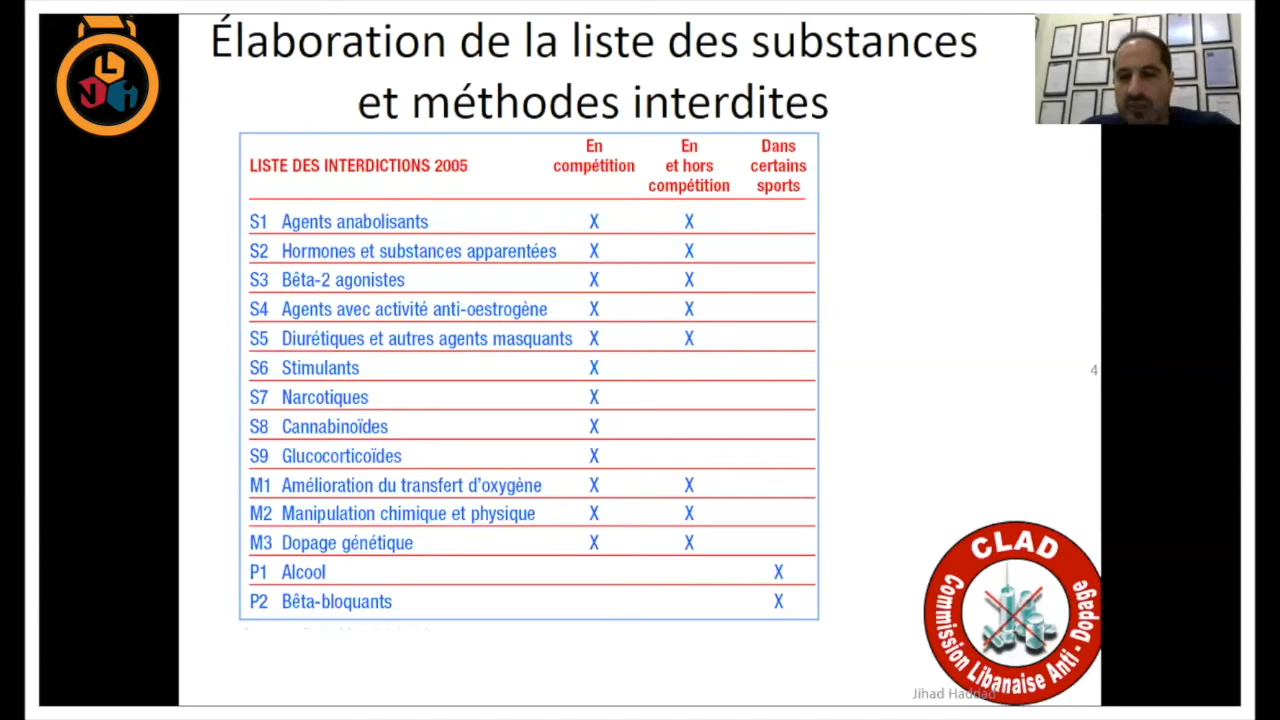 Élaboration de la liste des substances
et méthodes interdites
LISTE DES INTERDICTIONS 2005
En compétition
En et hors compétition
Dans certains sports
S1 Agents anabolisants X X
S2 Hormones et substances apparentées X X
S3 Bêta-2 agonistes X X
S4 Agents avec activité anti-oestrogène X X
S5 Diurétiques et autres agents masquants X X
S6 Stimulants X
S7 Narcotiques X
S8 Cannabinoïdes X
S9 Glucocorticoïdes X
M1 Amélioration du transfert d'oxygène X X
M2 Manipulation chimique et physique X X
M3 Dopage génétique X X
P1 Alcool X
P2 Bêta-bloquants X
4
CLAD
Commission Libanaise Anti - Dopage
Jihad Haddad
L
N i